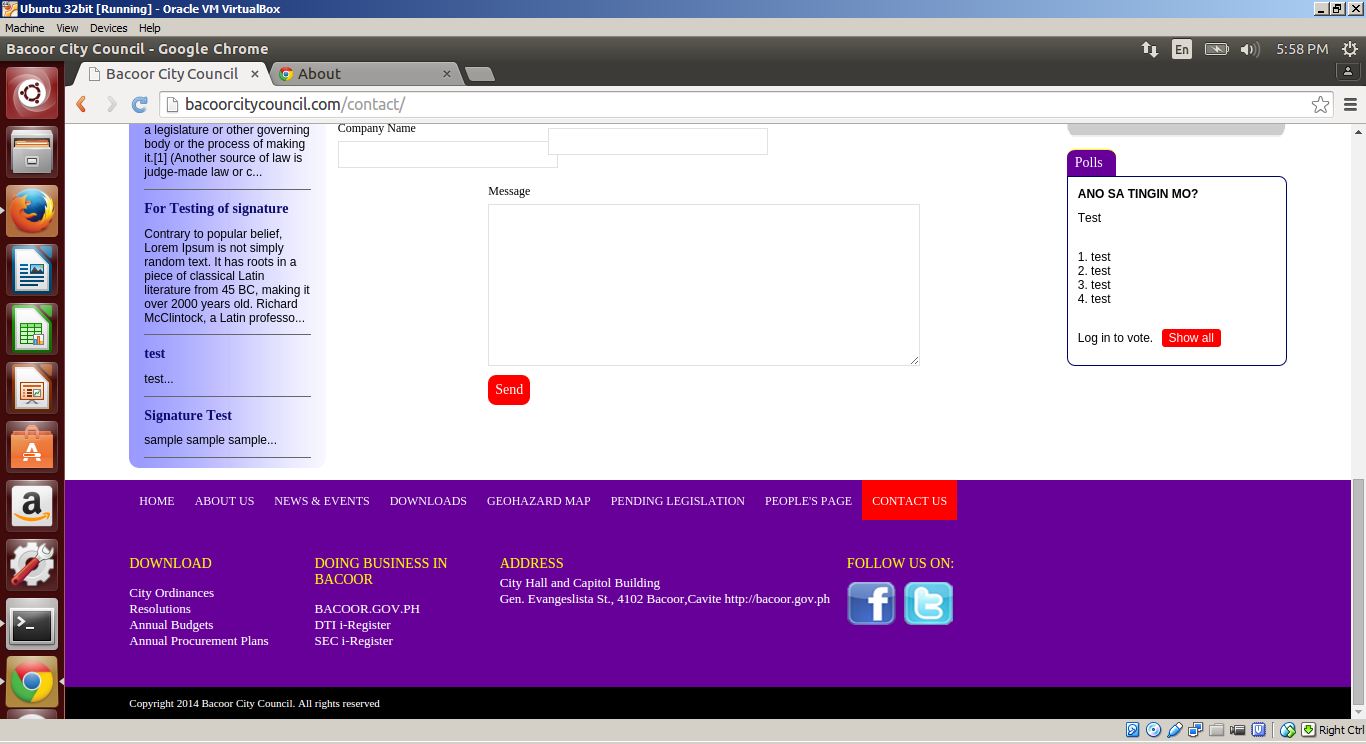 Ubuntu 32bit [Running] - Oracle VM VirtualBox
Machine View Devices Help
Bacoor City Council - Google Chrome
En
5:58 PM
Bacoor City Council
About
bacoorcitycouncil.com/contact/
a legislature or other governing
body or the process of making
it.[1] (Another source of law is
judge-made law or c...
For Testing of signature
Contrary to popular belief,
Lorem Ipsum is not simply
random text. It has roots in a
piece of classical Latin
literature from 45 BC, making it
over 2000 years old. Richard
McClintock, a Latin professo...
test
test...
Signature Test
sample sample sample...
Company Name
Message
Send
Polls
ANO SA TINGIN MO?
Test
1. test
2. test
3. test
4. test
Log in to vote. Show all
HOME ABOUT US NEWS & EVENTS DOWNLOADS GEOHAZARD MAP PENDING LEGISLATION PEOPLE'S PAGE CONTACT US
DOWNLOAD
City Ordinances
Resolutions
Annual Budgets
Annual Procurement Plans
DOING BUSINESS IN
BACOOR
BACOOR.GOV.PH
DTI i-Register
SEC i-Register
ADDRESS
City Hall and Capitol Building
Gen. Evangeslista St., 4102 Bacoor,Cavite http://bacoor.gov.ph
FOLLOW US ON:
Copyright 2014 Bacoor City Council. All rights reserved
Right Ctrl